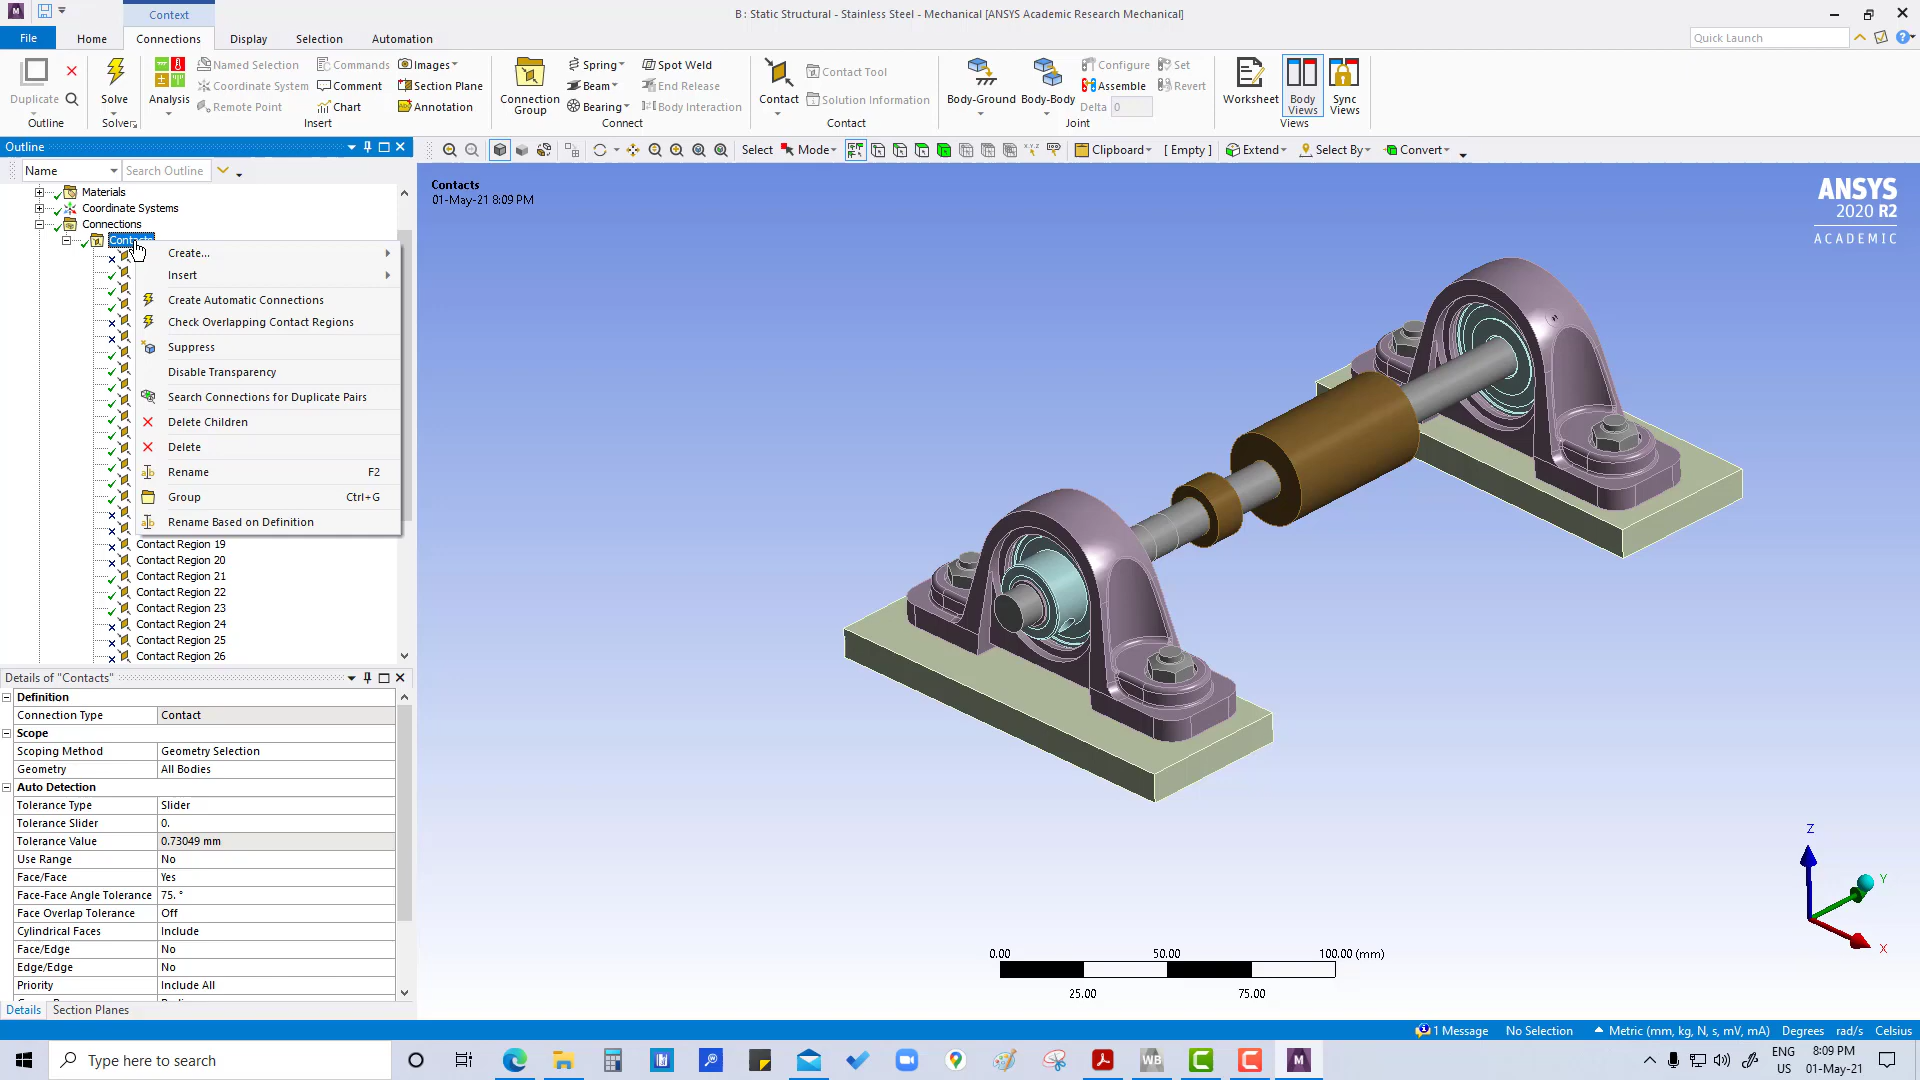 Context
B : Static Structural - Stainless Steel - Mechanical [ANSYS Academic Research Mechanical]
File
Home
Connections
Display
Selection
Automation
Quick Launch
Duplicate
Outline
Solve
Solver
Analysis
Named Selection
Coordinate System
Remote Point
Commands
Comment
Chart
Images
Section Plane
Annotation
Insert
Connection Group
Spring
Beam
Bearing
Spot Weld
End Release
Body Interaction
Connect
Contact
Contact Tool
Solution Information
Contact
Body-Ground
Body-Body
Configure
Assemble
Delta 0
Set
Revert
Joint
Worksheet
Body Views
Sync Views
Views
Outline
Name
Search Outline
Select
Mode
Clipboard
[ Empty ]
Extend
Select By
Convert
Materials
Coordinate Systems
Connections
Create...
Insert
Create Automatic Connections
Check Overlapping Contact Regions
Suppress
Disable Transparency
Search Connections for Duplicate Pairs
Delete Children
Delete
Rename F2
Group Ctrl+G
Rename Based on Definition
Contact Region 19
Contact Region 20
Contact Region 21
Contact Region 22
Contact Region 23
Contact Region 24
Contact Region 25
Contact Region 26
Contacts
01-May-21 8:09 PM
ANSYS
2020 R2
ACADEMIC
Details of "Contacts"
Definition
Connection Type Contact
Scope
Scoping Method Geometry Selection
Geometry All Bodies
Auto Detection
Tolerance Type Slider
Tolerance Slider 0.
Tolerance Value 0.73049 mm
Use Range No
Face/Face Yes
Face-Face Angle Tolerance 75. °
Face Overlap Tolerance Off
Cylindrical Faces Include
Face/Edge No
Edge/Edge No
Priority Include All
Details
Section Planes
0.00 50.00 100.00 (mm)
25.00 75.00
Z
Y
X
1 Message
No Selection
Metric (mm, kg, N, s, mV, mA)
Degrees
rad/s
Celsius
Type here to search
WB
M
ENG
US
8:09 PM
01-May-21